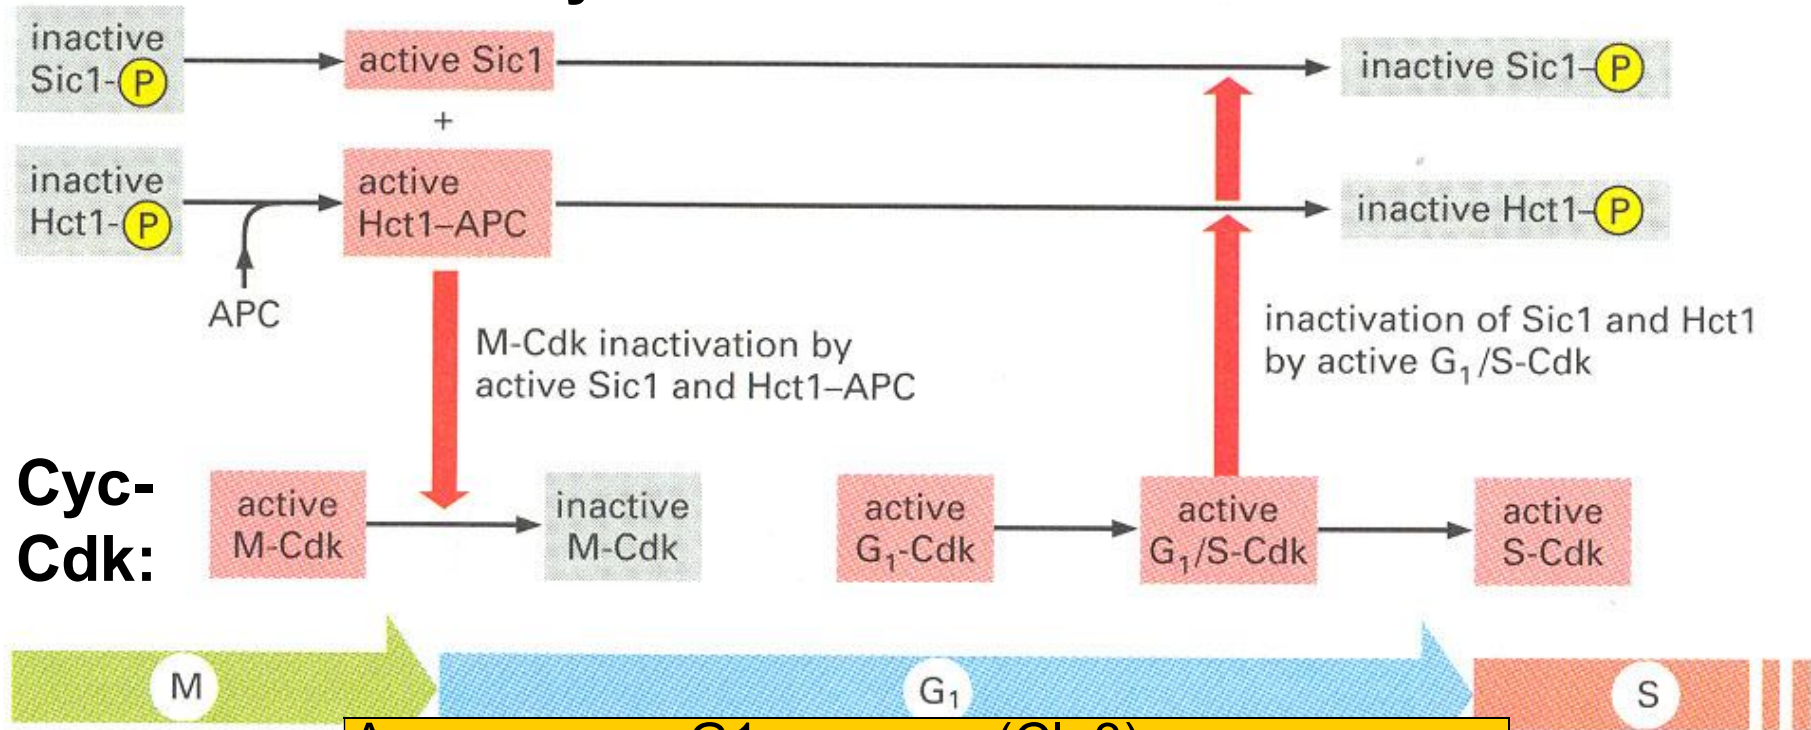 inactive
Sic1-P
active Sic1
inactive Sic1–P
+
inactive
Hct1-P
active
Hct1–APC
inactive Hct1–P
APC
M-Cdk inactivation by
active Sic1 and Hct1–APC
inactivation of Sic1 and Hct1
by active G₁/S-Cdk
Cyc-
Cdk:
active
M-Cdk
inactive
M-Cdk
active
G₁-Cdk
active
G₁/S-Cdk
active
S-Cdk
M
G₁
S
G1